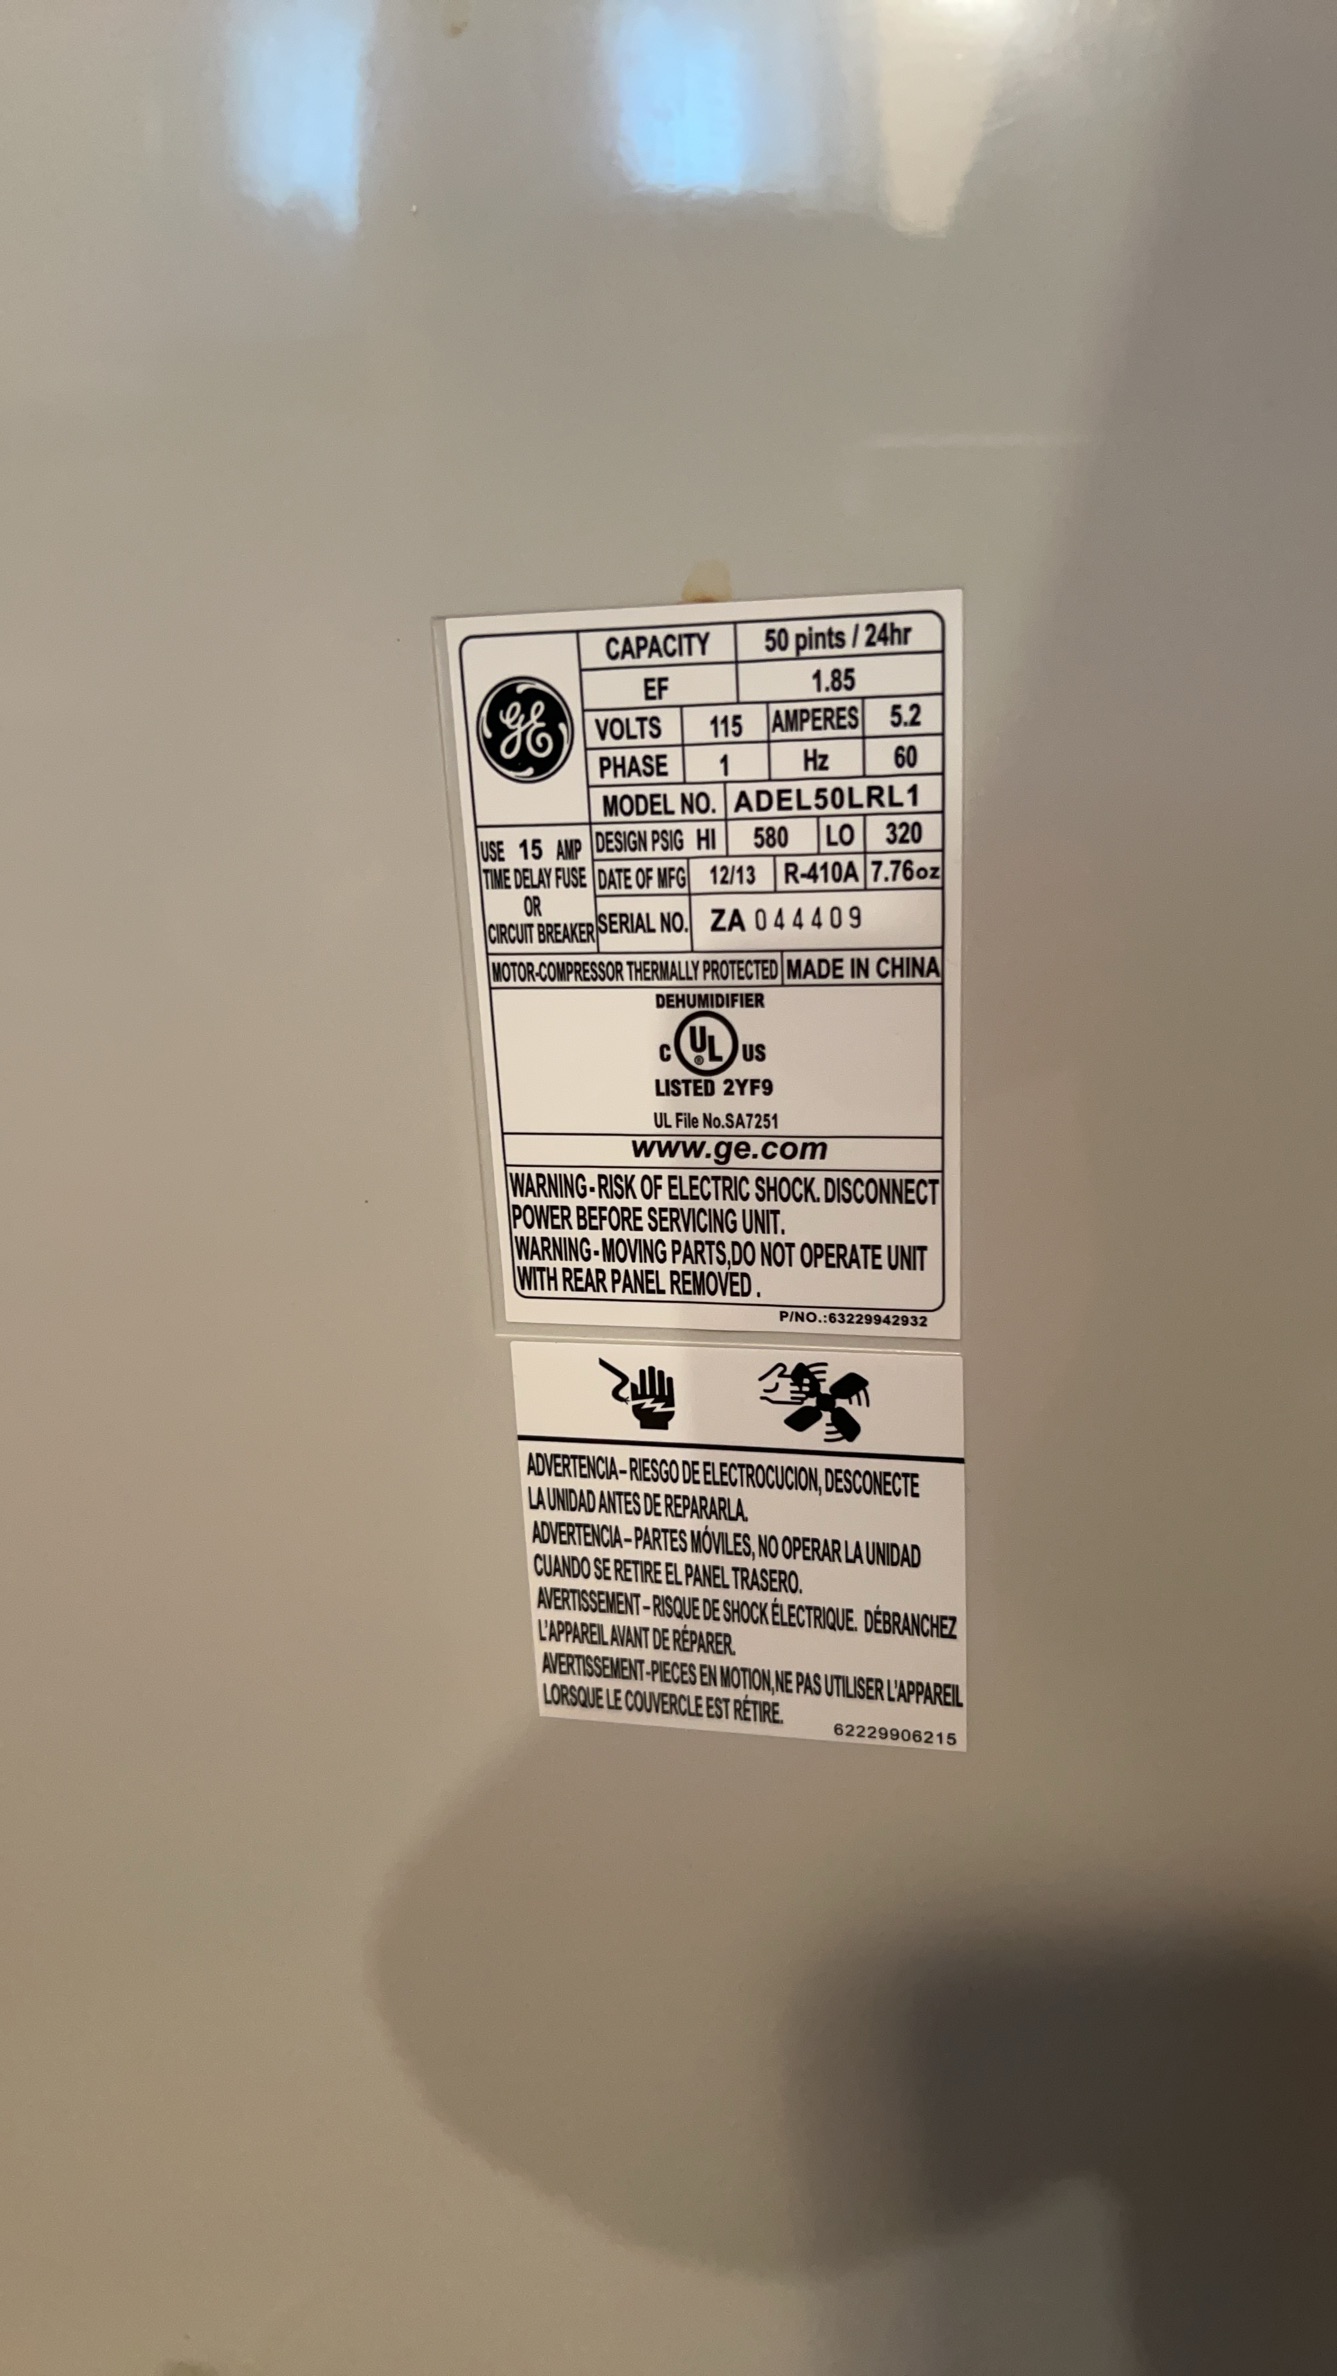 CAPACITY 50 pints / 24hr
EF 1.85
GE
VOLTS 115 AMPERES 5.2
PHASE 1 Hz 60
MODEL NO. ADEL50LRL1
DESIGN PSIG HI 580 LO 320
DATE OF MFG 12/13 R-410A 7.76oz
SERIAL NO. ZA 044409
USE 15 AMP
TIME DELAY FUSE
OR
CIRCUIT BREAKER
MOTOR-COMPRESSOR THERMALLY PROTECTED MADE IN CHINA
DEHUMIDIFIER
C UL ® US
LISTED 2YF9
UL File No.SA7251
www.ge.com
WARNING-RISK OF ELECTRIC SHOCK. DISCONNECT
POWER BEFORE SERVICING UNIT.
WARNING-MOVING PARTS,DO NOT OPERATE UNIT
WITH REAR PANEL REMOVED.
P/NO.:63229942932
ADVERTENCIA-RIESGO DE ELECTROCUCION, DESCONECTE
LA UNIDAD ANTES DE REPARARLA.
ADVERTENCIA-PARTES MÓVILES, NO OPERAR LA UNIDAD
CUANDO SE RETIRE EL PANEL TRASERO.
AVERTISSEMENT-RISQUE DE SHOCK ÉLECTRIQUE. DÉBRANCHEZ
L'APPAREIL AVANT DE RÉPARER.
AVERTISSEMENT-PIECES EN MOTION,NE PAS UTILISER L'APPAREIL
LORSQUE LE COUVERCLE EST RÉTIRE.
62229906215